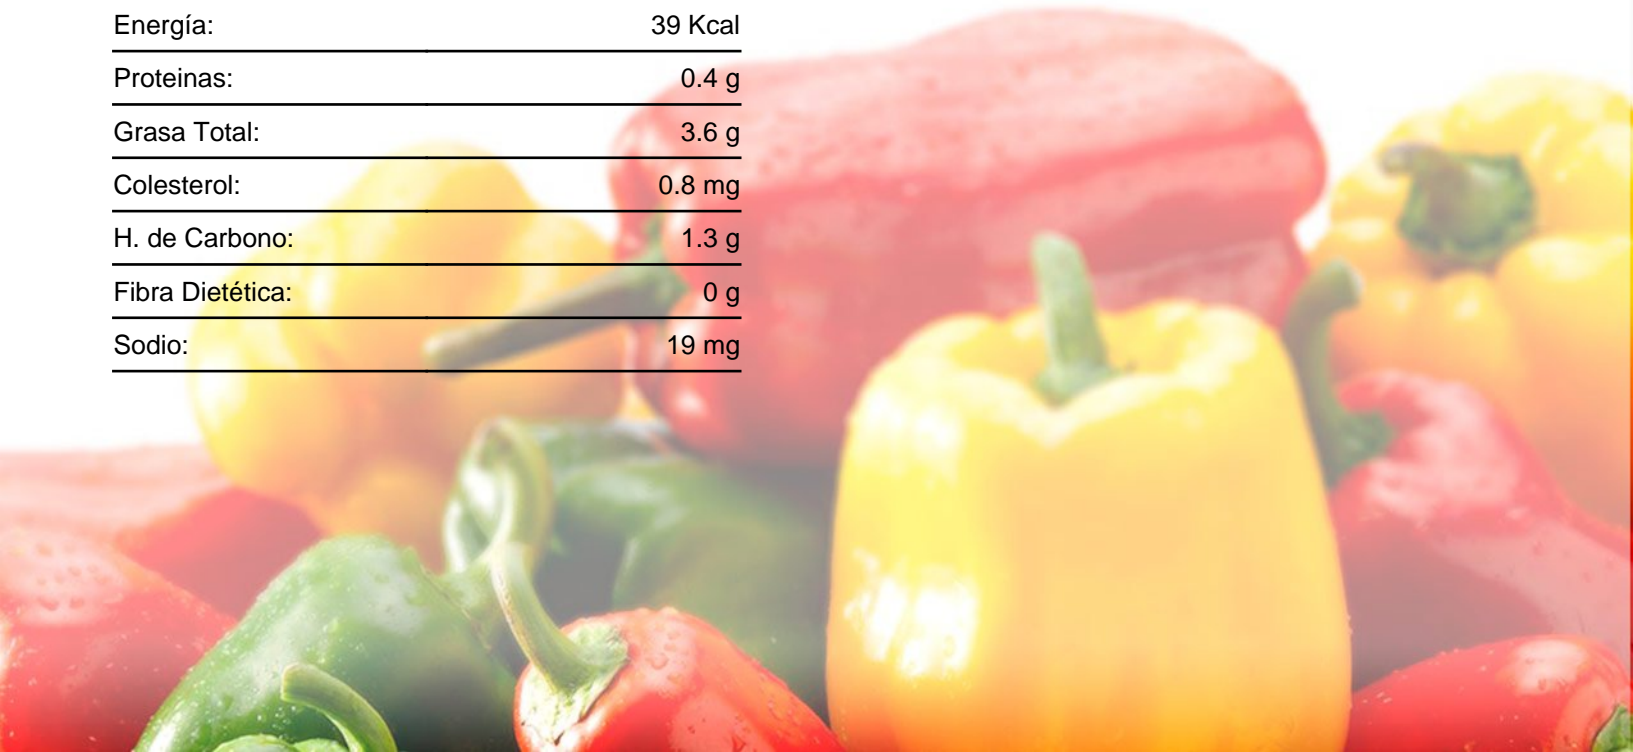 Energía: 39 Kcal
Proteinas: 0.4 g
Grasa Total: 3.6 g
Colesterol: 0.8 mg
H. de Carbono: 1.3 g
Fibra Dietética: 0 g
Sodio: 19 mg